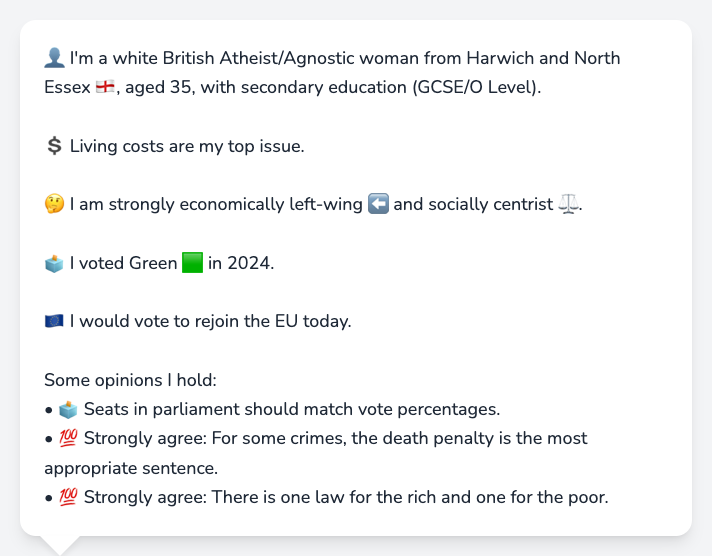 👤 I'm a white British Atheist/Agnostic woman from Harwich and North
Essex 🏴󠁧󠁢󠁥󠁮󠁧󠁿, aged 35, with secondary education (GCSE/O Level).
💲 Living costs are my top issue.
🤔 I am strongly economically left-wing ⬅️ and socially centrist ⚖️.
🗳️ I voted Green 🟩 in 2024.
🇪🇺 I would vote to rejoin the EU today.
Some opinions I hold:
• 🗳️ Seats in parliament should match vote percentages.
• 💯 Strongly agree: For some crimes, the death penalty is the most
appropriate sentence.
• 💯 Strongly agree: There is one law for the rich and one for the poor.